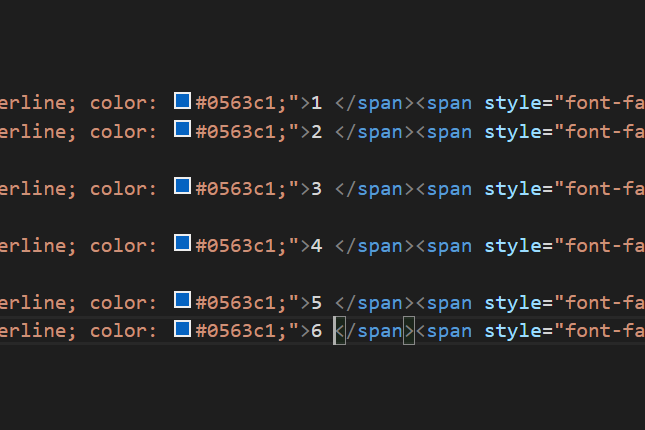 erline; color: #0563c1;">1 </span><span style="font-fa
erline; color: #0563c1;">2 </span><span style="font-fa
erline; color: #0563c1;">3 </span><span style="font-fa
erline; color: #0563c1;">4 </span><span style="font-fa
erline; color: #0563c1;">5 </span><span style="font-fa
erline; color: #0563c1;">6 </span><span style="font-fa